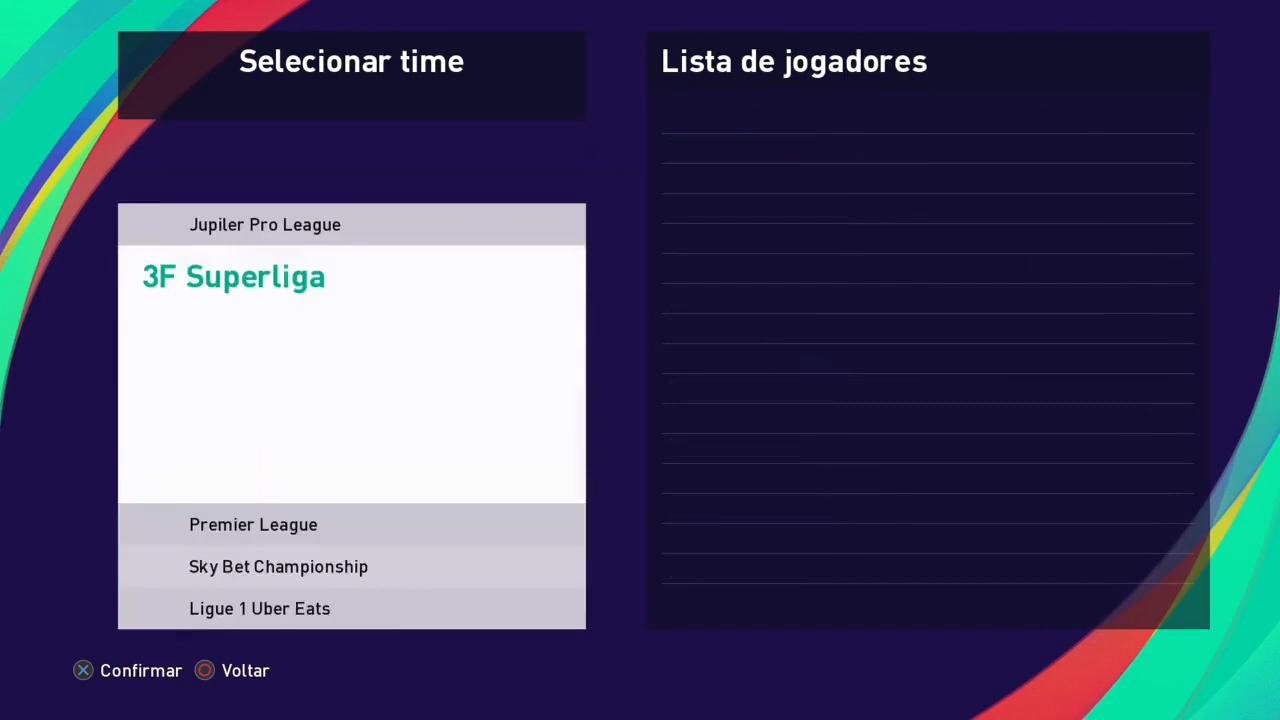 Selecionar time
Lista de jogadores
Jupiler Pro League
3F Superliga
Premier League
Sky Bet Championship
Ligue 1 Uber Eats
Confirmar
Voltar